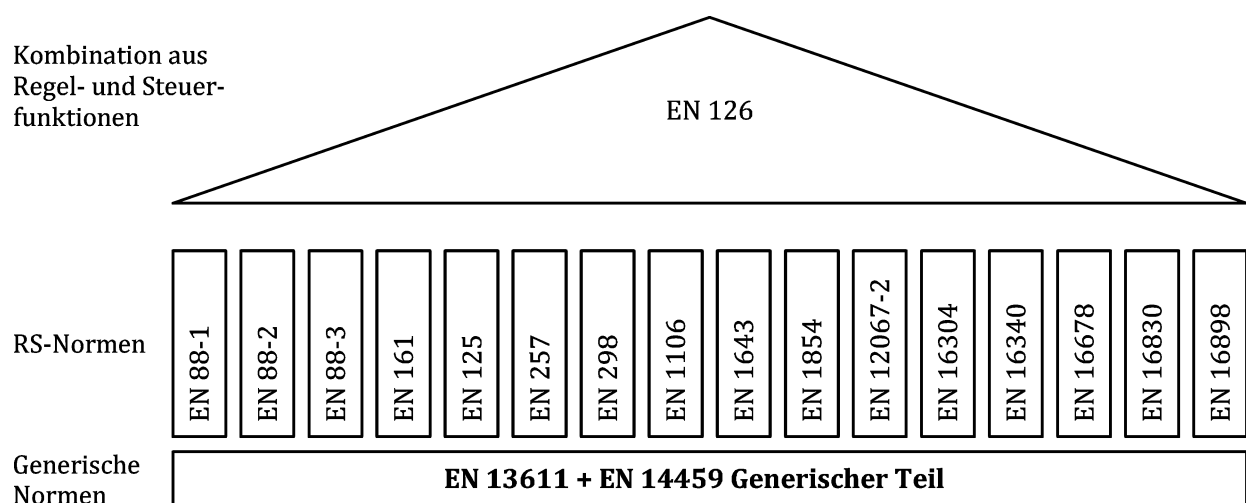 Kombination aus
Regel- und Steuer-
funktionen
EN 126
RS-Normen
EN 88-1
EN 88-2
EN 88-3
EN 161
EN 125
EN 257
EN 298
EN 1106
EN 1643
EN 1854
EN 12067-2
EN 16304
EN 16340
EN 16678
EN 16830
EN 16898
Generische
Normen
EN 13611 + EN 14459 Generischer Teil